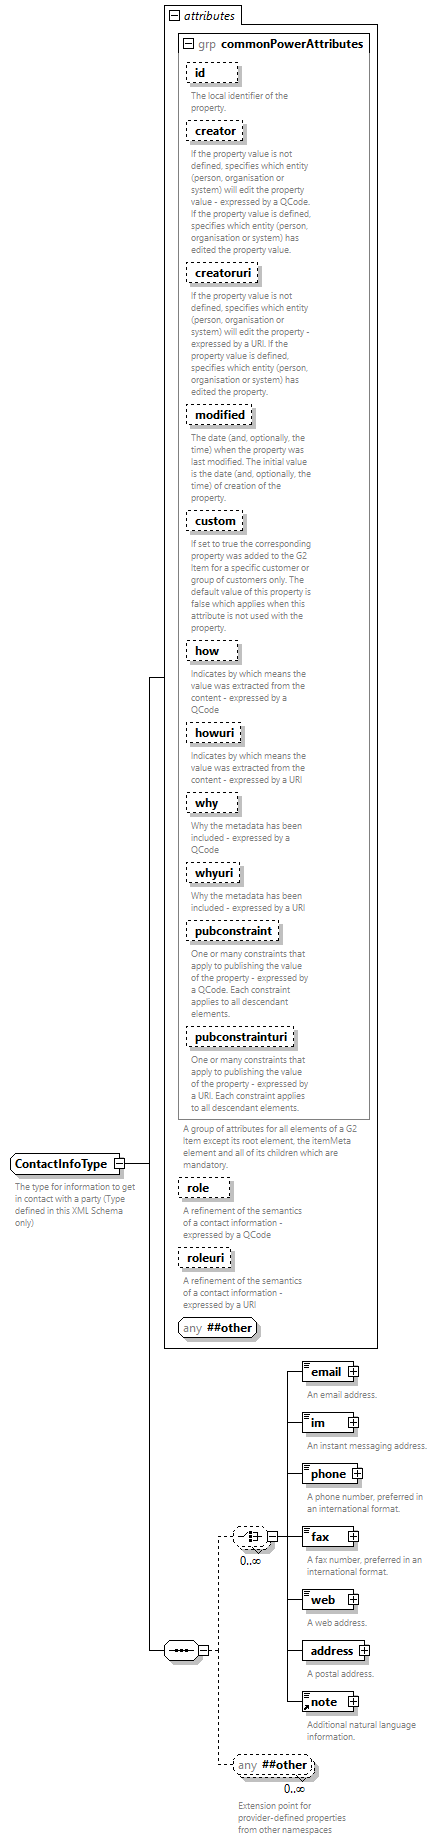 attributes
grp commonPowerAttributes
id
The local identifier of the
property.
creator
If the property value is not
defined, specifies which entity
(person, organisation or
system) will edit the property
value - expressed by a QCode.
If the property value is defined,
specifies which entity (person,
organisation or system) has
edited the property value.
creatoruri
If the property value is not
defined, specifies which entity
(person, organisation or
system) will edit the property -
expressed by a URI. If the
property value is defined,
specifies which entity (person,
organisation or system) has
edited the property.
modified
The date (and, optionally, the
time) when the property was
last modified. The initial value
is the date (and, optionally, the
time) of creation of the
property.
custom
If set to true the corresponding
property was added to the G2
Item for a specific customer or
group of customers only. The
default value of this property is
false which applies when this
attribute is not used with the
property.
how
Indicates by which means the
value was extracted from the
content - expressed by a
QCode
howuri
Indicates by which means the
value was extracted from the
content - expressed by a URI
why
Why the metadata has been
included - expressed by a
QCode
whyuri
Why the metadata has been
included - expressed by a URI
pubconstraint
One or many constraints that
apply to publishing the value
of the property - expressed by
a QCode. Each constraint
applies to all descendant
elements.
pubconstrainturi
One or many constraints that
apply to publishing the value
of the property - expressed by
a URI. Each constraint applies
to all descendant elements.
A group of attributes for all elements of a G2
Item except its root element, the itemMeta
element and all of its children which are
mandatory.
ContactInfoType
The type for information to get
in contact with a party (Type
defined in this XML Schema
only)
role
A refinement of the semantics
of a contact information -
expressed by a QCode
roleuri
A refinement of the semantics
of a contact information -
expressed by a URI
any ##other
email
An email address.
im
An instant messaging address.
phone
A phone number, preferred in
an international format.
fax
A fax number, preferred in an
international format.
0..∞
web
A web address.
address
A postal address.
note
Additional natural language
information.
any ##other
0..∞
Extension point for
provider-defined properties
from other namespaces